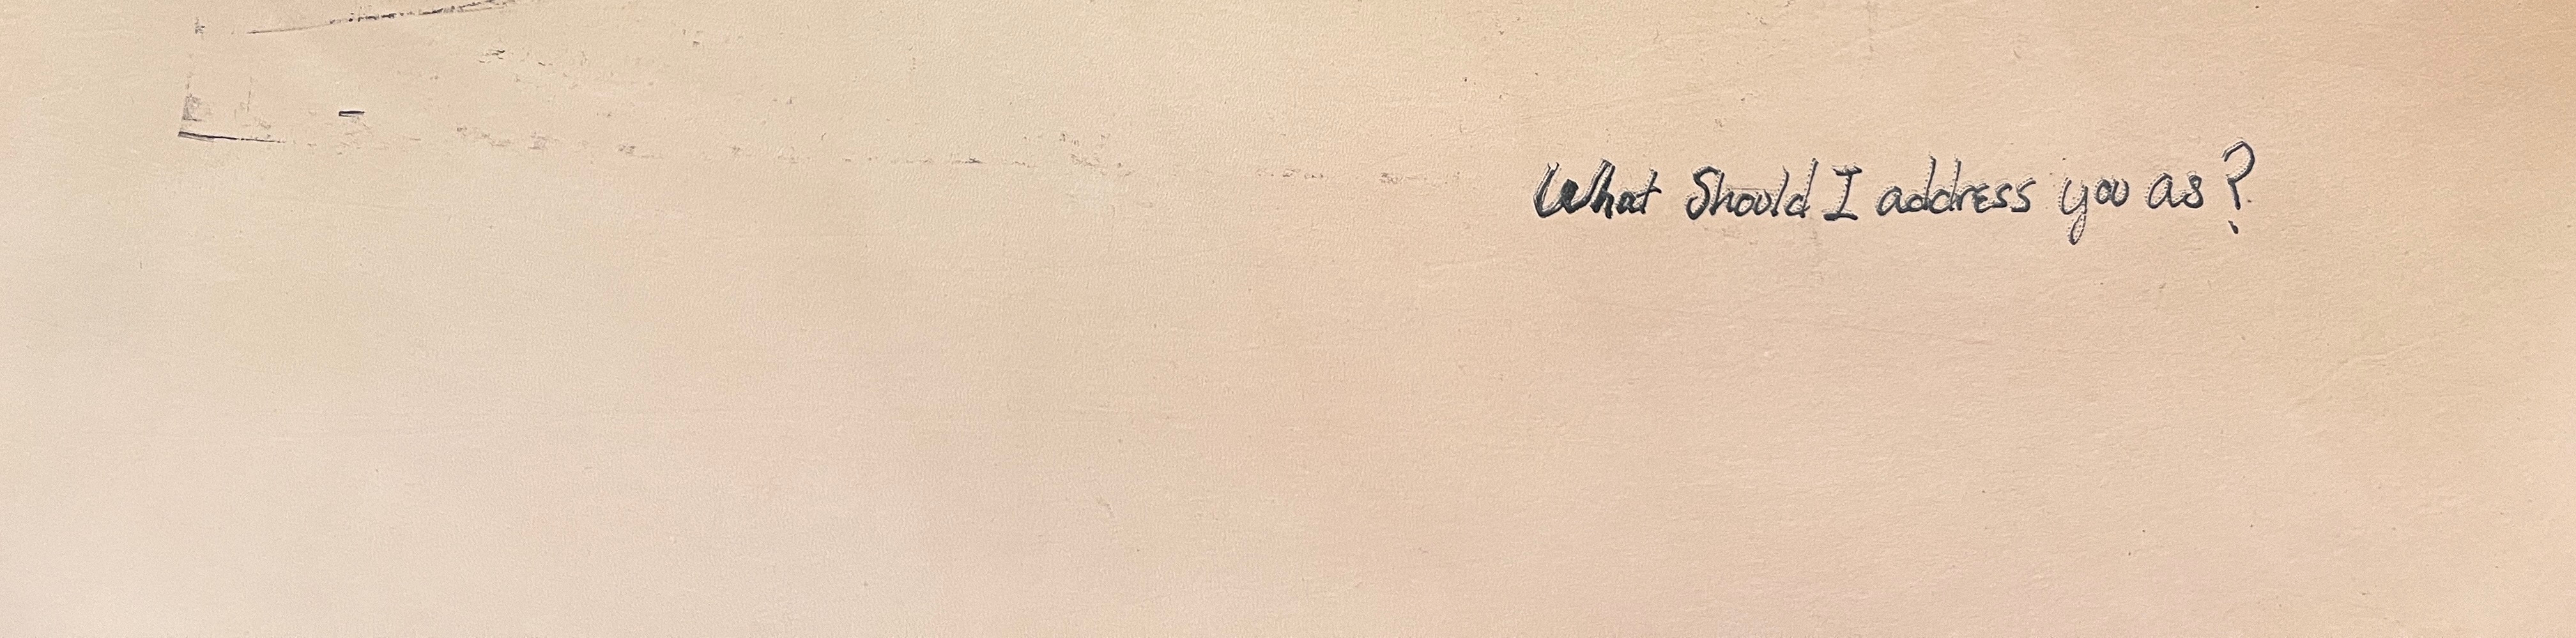 What Should I address you as?